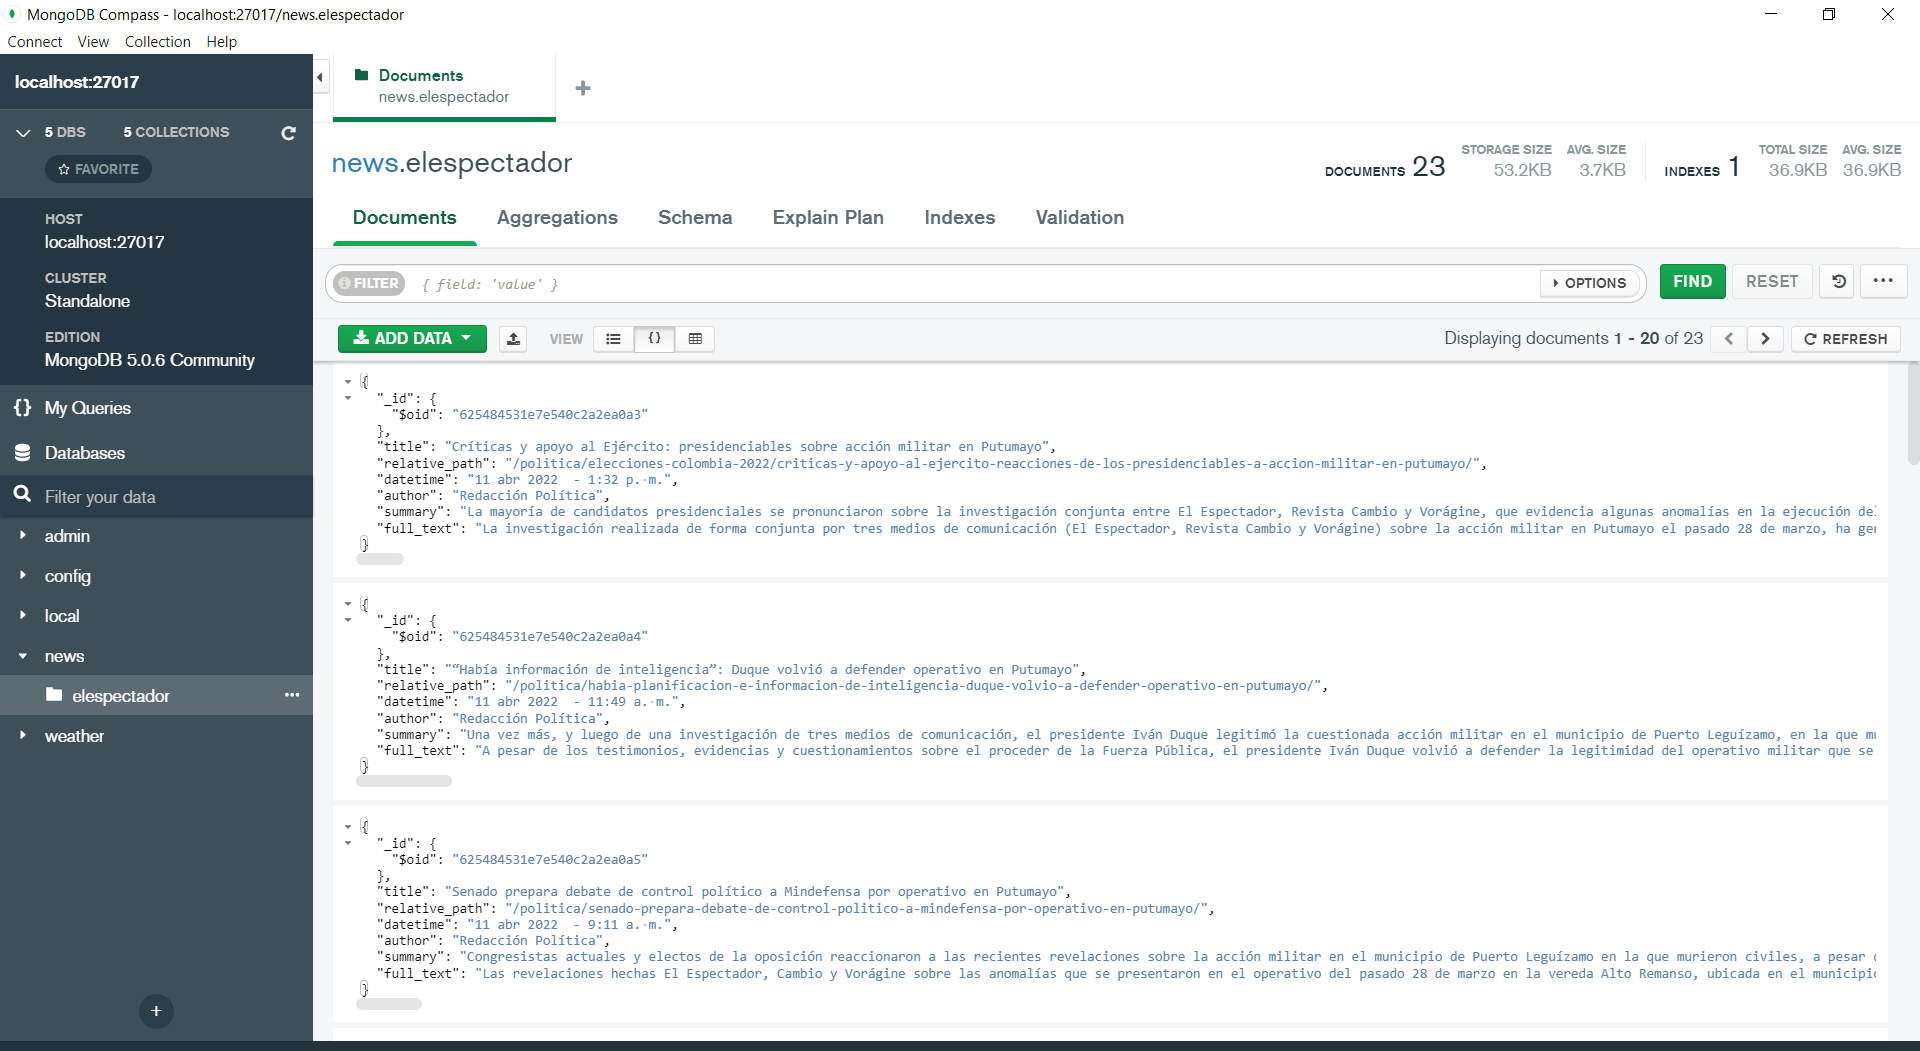 MongoDB Compass - localhost:27017/news.elespectador
Connect View Collection Help
localhost:27017
5 DBS 5 COLLECTIONS
FAVORITE
HOST
localhost:27017
CLUSTER
Standalone
EDITION
MongoDB 5.0.6 Community
{} My Queries
Databases
Filter your data
admin
config
local
news
elespectador
weather
+
Documents
news.elespectador
+
news.elespectador
DOCUMENTS 23
STORAGE SIZE
53.2KB
AVG. SIZE
3.7KB
INDEXES 1
TOTAL SIZE
36.9KB
AVG. SIZE
36.9KB
Documents Aggregations Schema Explain Plan Indexes Validation
FILTER { field: 'value' } OPTIONS FIND RESET ...
ADD DATA VIEW {} Displaying documents 1 - 20 of 23 < > REFRESH
{
"_id": {
"$oid": "625484531e7e540c2a2ea0a3"
},
"title": "Críticas y apoyo al Ejército: presidenciables sobre acción militar en Putumayo",
"relative_path": "/politica/elecciones-colombia-2022/criticas-y-apoyo-al-ejercito-reacciones-de-los-presidenciables-a-accion-militar-en-putumayo/",
"datetime": "11 abr 2022  - 1:32 p. m.",
"author": "Redacción Política",
"summary": "La mayoría de candidatos presidenciales se pronunciaron sobre la investigación conjunta entre El Espectador, Revista Cambio y Vorágine, que evidencia algunas anomalías en la ejecución de
"full_text": "La investigación realizada de forma conjunta por tres medios de comunicación (El Espectador, Revista Cambio y Vorágine) sobre la acción militar en Putumayo el pasado 28 de marzo, ha gen
}
{
"_id": {
"$oid": "625484531e7e540c2a2ea0a4"
},
"title": "“Había información de inteligencia”: Duque volvió a defender operativo en Putumayo",
"relative_path": "/politica/habia-planificacion-e-informacion-de-inteligencia-duque-volvio-a-defender-operativo-en-putumayo/",
"datetime": "11 abr 2022  - 11:49 a. m.",
"author": "Redacción Política",
"summary": "Una vez más, y luego de una investigación de tres medios de comunicación, el presidente Iván Duque legitimó la cuestionada acción militar en el municipio de Puerto Leguízamo, en la que mu
"full_text": "A pesar de los testimonios, evidencias y cuestionamientos sobre el proceder de la Fuerza Pública, el presidente Iván Duque volvió a defender la legitimidad del operativo militar que se
}
{
"_id": {
"$oid": "625484531e7e540c2a2ea0a5"
},
"title": "Senado prepara debate de control político a Mindefensa por operativo en Putumayo",
"relative_path": "/politica/senado-prepara-debate-de-control-politico-a-mindefensa-por-operativo-en-putumayo/",
"datetime": "11 abr 2022  - 9:11 a. m.",
"author": "Redacción Política",
"summary": "Congresistas actuales y electos de la oposición reaccionaron a las recientes revelaciones sobre la acción militar en el municipio de Puerto Leguízamo en la que murieron civiles, a pesar
"full_text": "Las revelaciones hechas El Espectador, Cambio y Vorágine sobre las anomalías que se presentaron en el operativo del pasado 28 de marzo en la vereda Alto Remanso, ubicada en el municipi
}